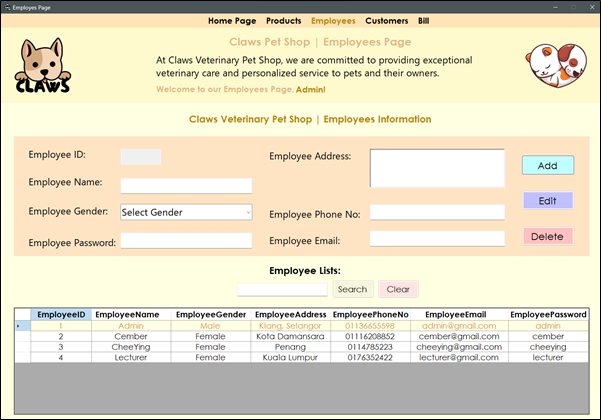 Employes Page
Home Page Products Employees Customers Bill
Claws Pet Shop | Employees Page
At Claws Veterinary Pet Shop, we are committed to providing exceptional
veterinary care and personalized service to pets and their owners.
Welcome to our Employees Page, Admin!
CLAWS
Claws Veterinary Pet Shop | Employees Information
Employee ID:
Employee Name:
Employee Gender: Select Gender
Employee Password:
Employee Address:
Employee Phone No:
Employee Email:
Add
Edit
Delete
Employee Lists:
Search Clear
EmployeeID EmployeeName EmployeeGender EmployeeAddress EmployeePhoneNo EmployeeEmail EmployeePassword
1 Admin Male Klang, Selangor 01136655598 admin@gmail.com admin
2 Cember Female Kota Damansara 01116208852 cember@gmail.com cember
3 CheeYing Female Penang 0114785223 cheeying@gmail.com cheeying
4 Lecturer Female Kuala Lumpur 0176352422 lecturer@gmail.com lecturer